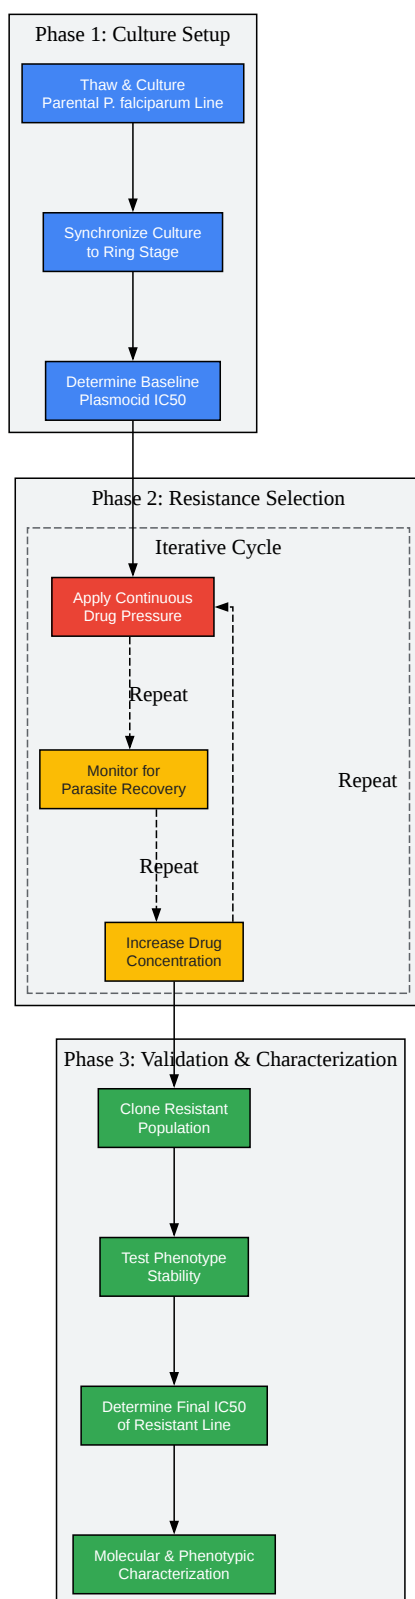 Phase 1: Culture Setup
Thaw & Culture
Parental P. falciparum Line
Synchronize Culture
to Ring Stage
Determine Baseline
Plasmocid IC50
Phase 2: Resistance Selection
Iterative Cycle
Apply Continuous
Drug Pressure
Repeat
Monitor for
Parasite Recovery
Repeat
Repeat
Increase Drug
Concentration
Phase 3: Validation & Characterization
Clone Resistant
Population
Test Phenotype
Stability
Determine Final IC50
of Resistant Line
Molecular & Phenotypic
Characterization